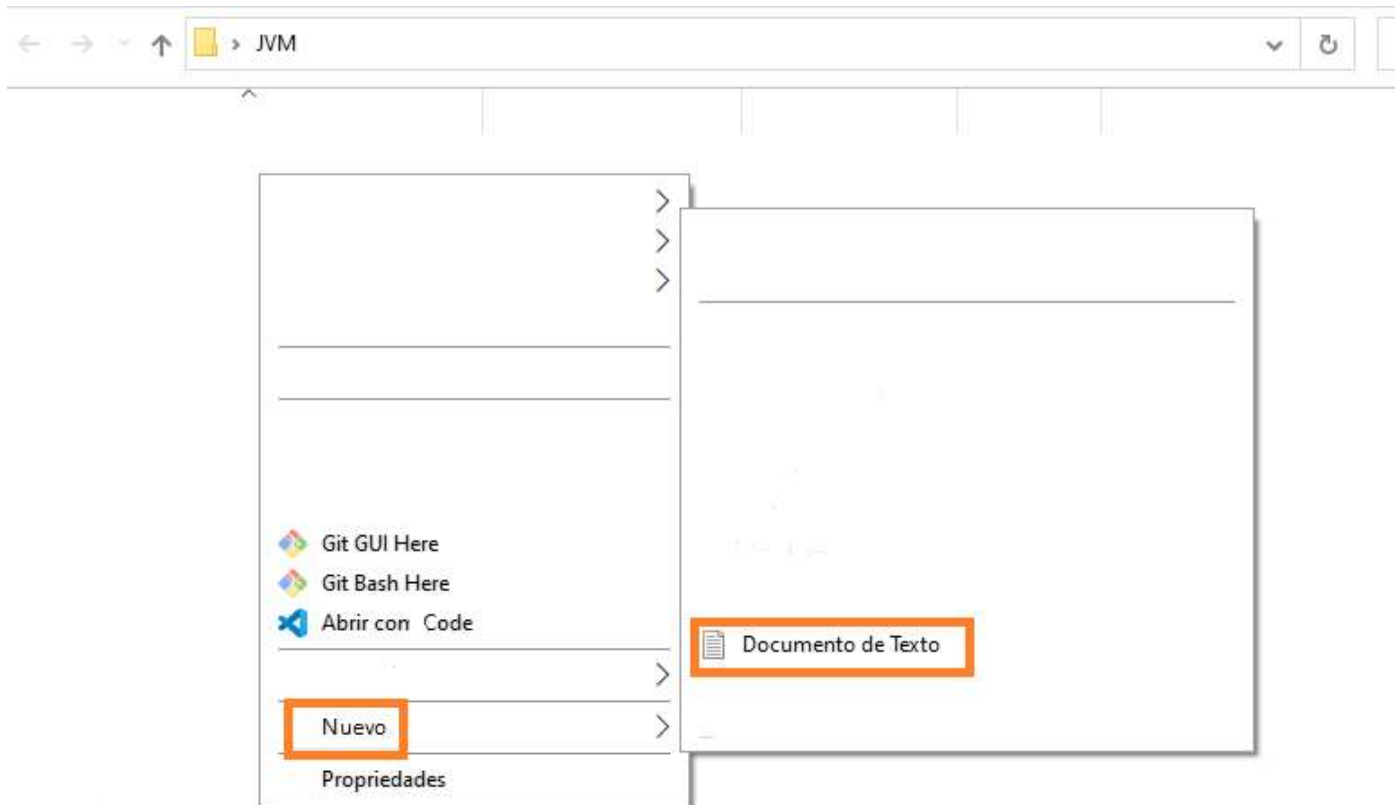 JVM
Git GUI Here
Git Bash Here
Abrir con Code
Documento de Texto
Nuevo
Propriedades